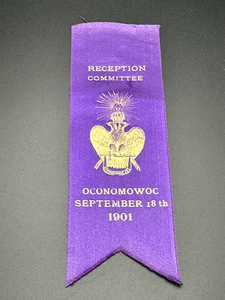 RECEPTION
COMMITTEE
OCONOMOWOC
SEPTEMBER 18th
1901